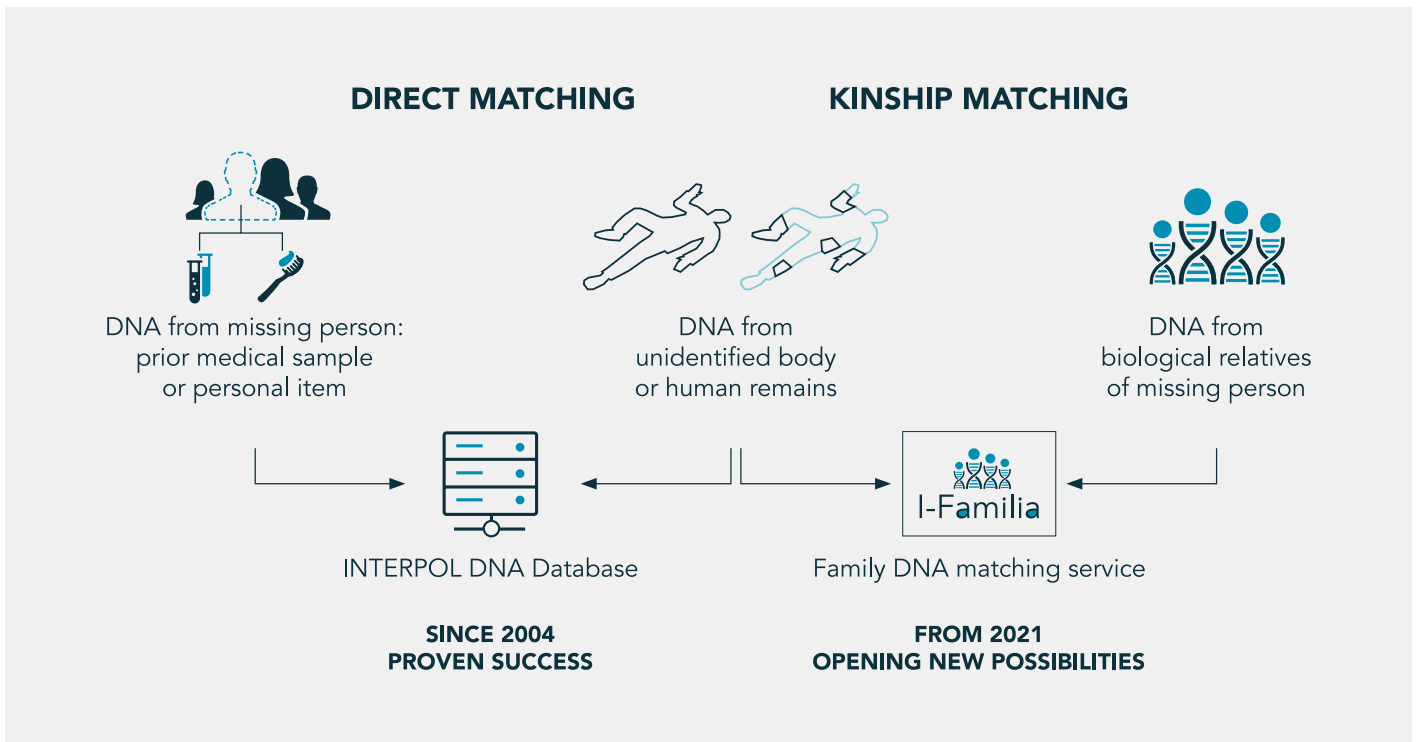 DIRECT MATCHING
KINSHIP MATCHING
DNA from missing person:
prior medical sample
or personal item
DNA from
unidentified body
or human remains
DNA from
biological relatives
of missing person
I-Familia
INTERPOL DNA Database
Family DNA matching service
SINCE 2004
PROVEN SUCCESS
FROM 2021
OPENING NEW POSSIBILITIES